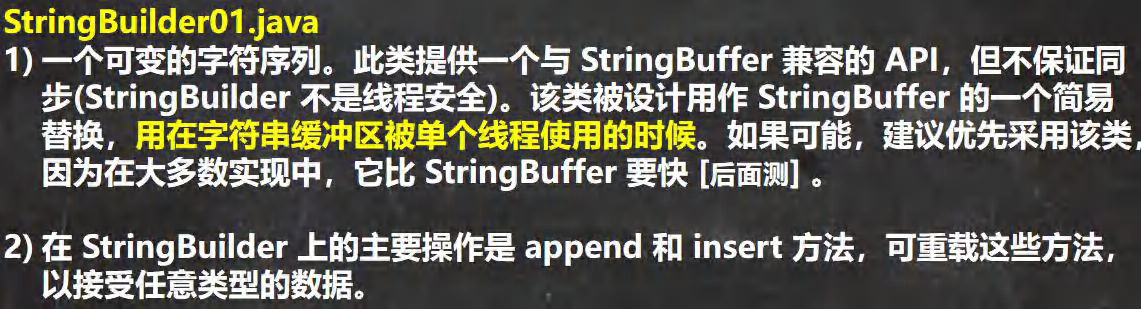 StringBuilder01.java
1) 一个可变的字符序列。此类提供一个与 StringBuffer 兼容的 API，但不保证同
步(StringBuilder 不是线程安全)。该类被设计用作 StringBuffer 的一个简易
替换，用在字符串缓冲区被单个线程使用的时候。如果可能，建议优先采用该类，
因为在大多数实现中，它比 StringBuffer 要快 [后面测] 。
2) 在 StringBuilder 上的主要操作是 append 和 insert 方法，可重载这些方法，
以接受任意类型的数据。